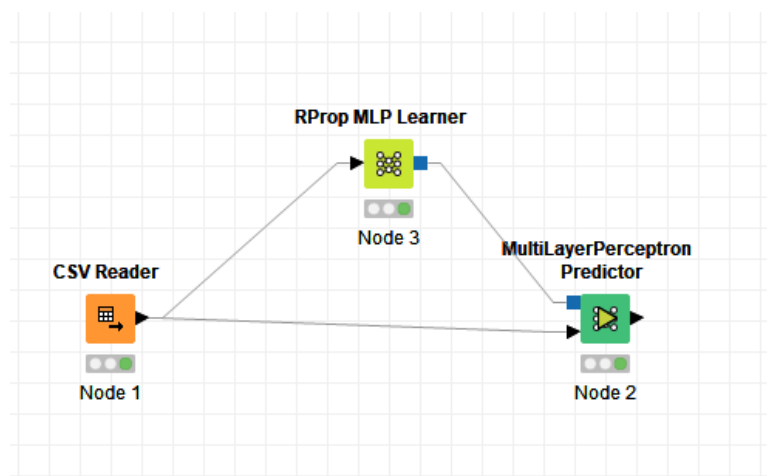 RProp MLP Learner
Node 3
MultiLayerPerceptron
Predictor
CSV Reader
Node 1
Node 2